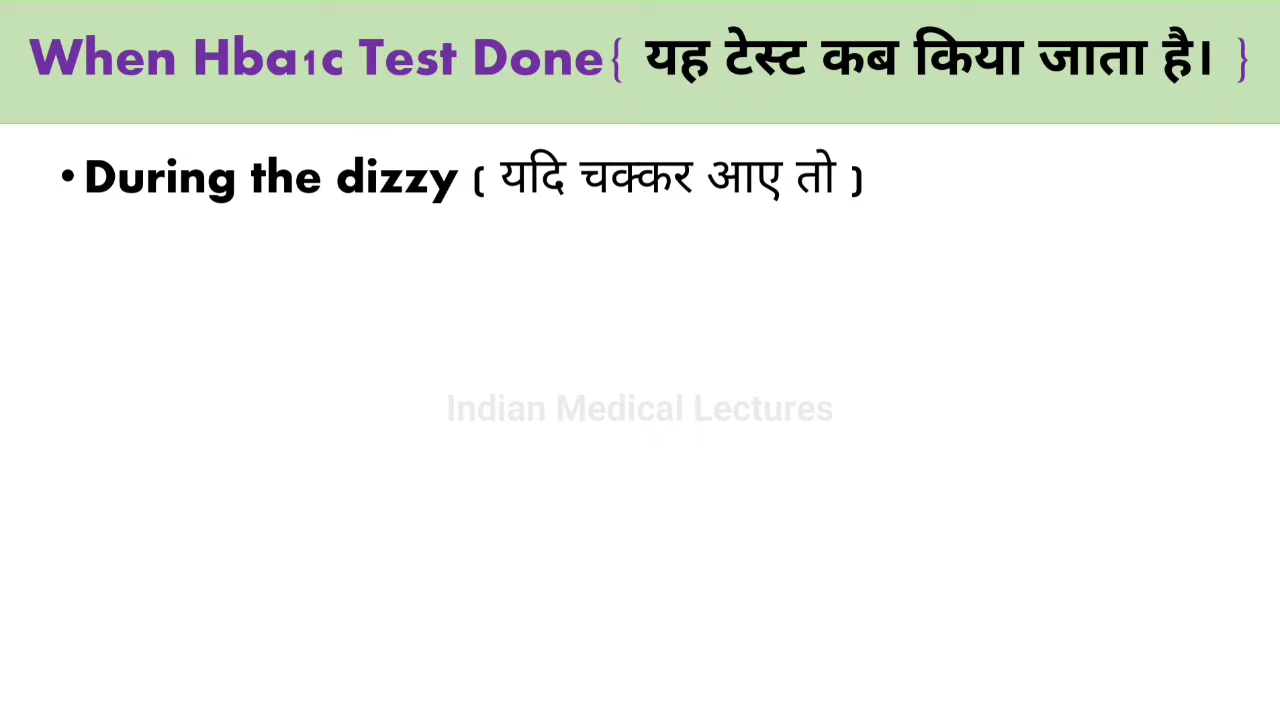 When Hba1c Test Done{ यह टेस्ट कब किया जाता है। }
•During the dizzy ( यदि चक्कर आए तो )
Indian Medical Lectures